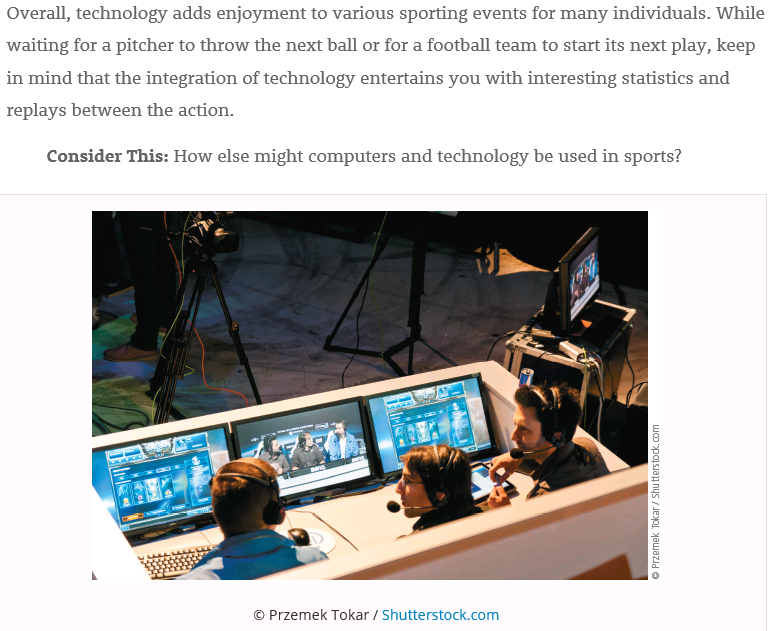 Overall, technology adds enjoyment to various sporting events for many individuals. While
waiting for a pitcher to throw the next ball or for a football team to start its next play, keep
in mind that the integration of technology entertains you with interesting statistics and
replays between the action.
Consider This: How else might computers and technology be used in sports?
© Przemek Tokar / Shutterstock.com
© Przemek Tokar / Shutterstock.com